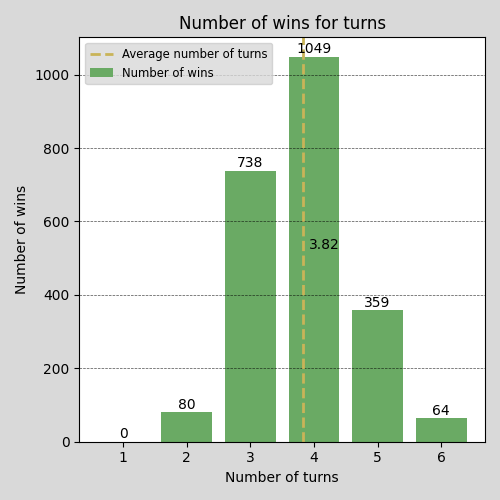 Number of wins for turns
Average number of turns
Number of wins
1049
738
3.82
359
80
64
0
1000
800
600
400
200
0
Number of wins
1 2 3 4 5 6
Number of turns